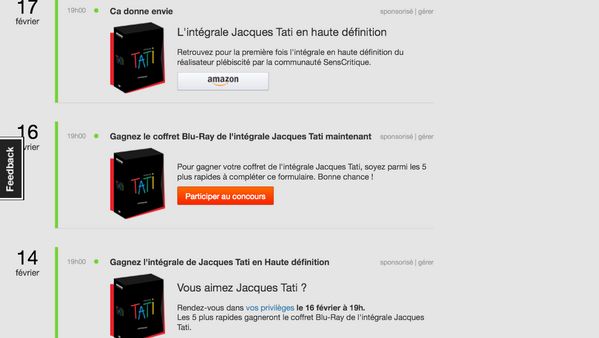 17
février
19h00
Ca donne envie
sponsorisé | gérer
TATI
L'intégrale Jacques Tati en haute définition
Retrouvez pour la première fois l'intégrale en haute définition du
réalisateur plébiscité par la communauté SensCritique.
amazon
16
vrier
Feedback
19h00
Gagnez le coffret Blu-Ray de l'intégrale Jacques Tati maintenant
sponsorisé | gérer
TATI
Pour gagner votre coffret de l'intégrale Jacques Tati, soyez parmi les 5
plus rapides à compléter ce formulaire. Bonne chance !
Participer au concours
14
février
19h00
Gagnez l'intégrale de Jacques Tati en Haute définition
sponsorisé | gérer
TATI
Vous aimez Jacques Tati ?
Rendez-vous dans vos privilèges le 16 février à 19h.
Les 5 plus rapides gagneront le coffret Blu-Ray de l'intégrale Jacques
Tati.